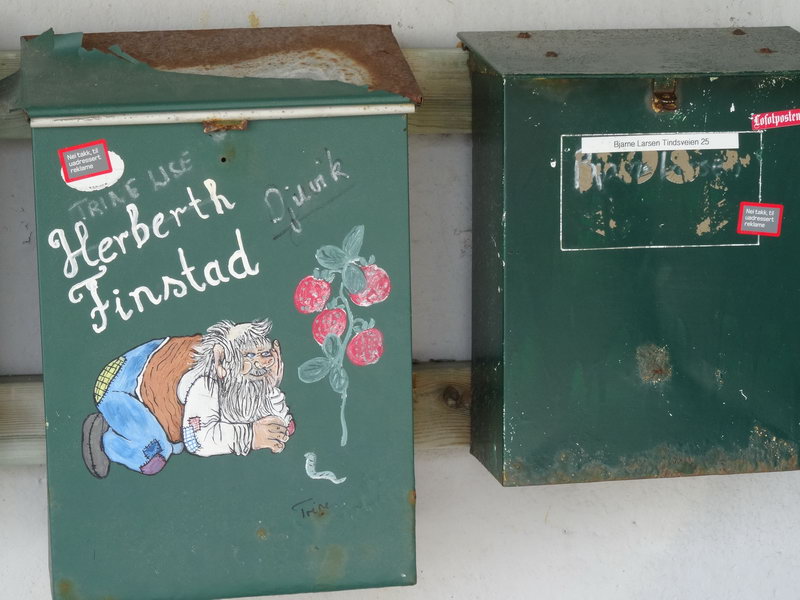 Nei takk, til
uadressert
reklame
TRINE LISE
Herberth
Finstad
Djuvik
Trine
Lofotposten
Bjarne Larsen Tindsveien 25
Nei takk, til
uadressert
reklame